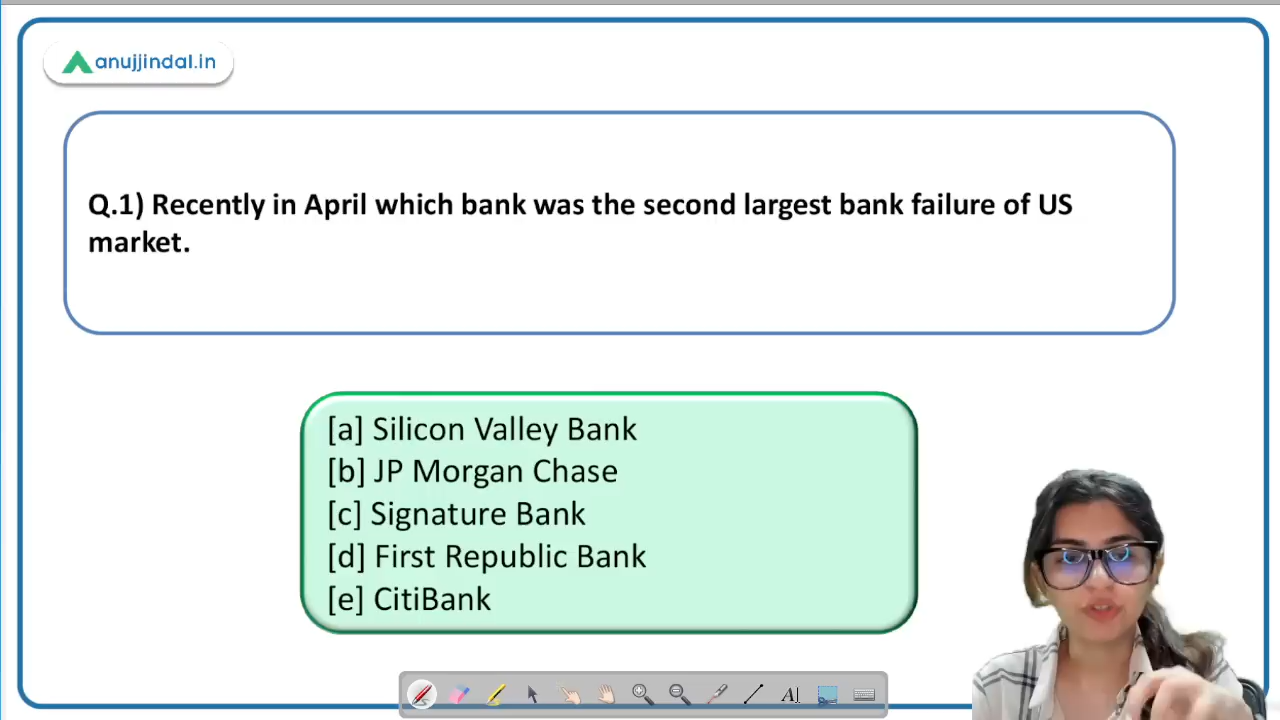 anujjindal.in
Q.1) Recently in April which bank was the second largest bank failure of US
market.
[a] Silicon Valley Bank
[b] JP Morgan Chase
[c] Signature Bank
[d] First Republic Bank
[e] CitiBank
A